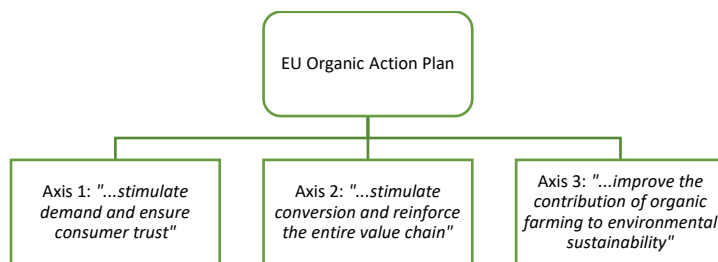 EU Organic Action Plan
Axis 1: "...stimulate
demand and ensure
consumer trust"
Axis 2: "...stimulate
conversion and reinforce
the entire value chain"
Axis 3: "...improve the
contribution of organic
farming to environmental
sustainability"